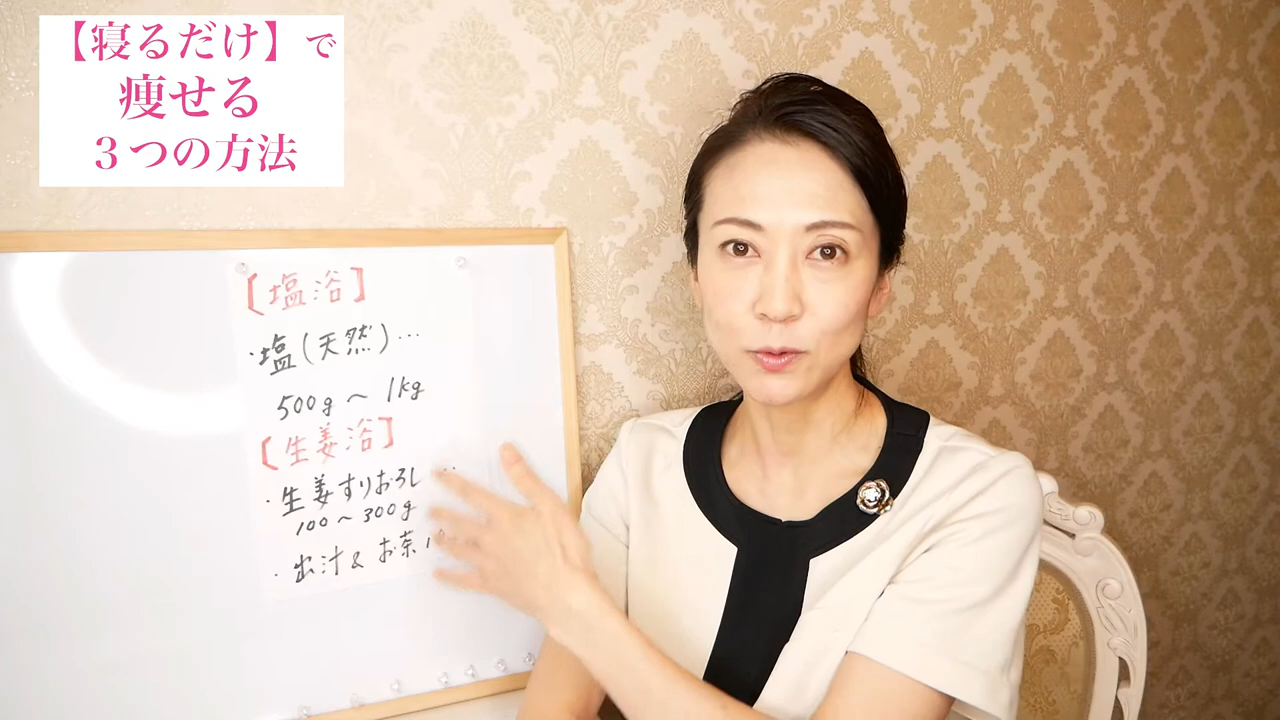 【寝るだけ】で
痩せる
３つの方法
【塩浴】
・塩(天然)…
500g〜1kg
【生姜浴】
・生姜すりおろし…
100〜300g
・出汁&お茶